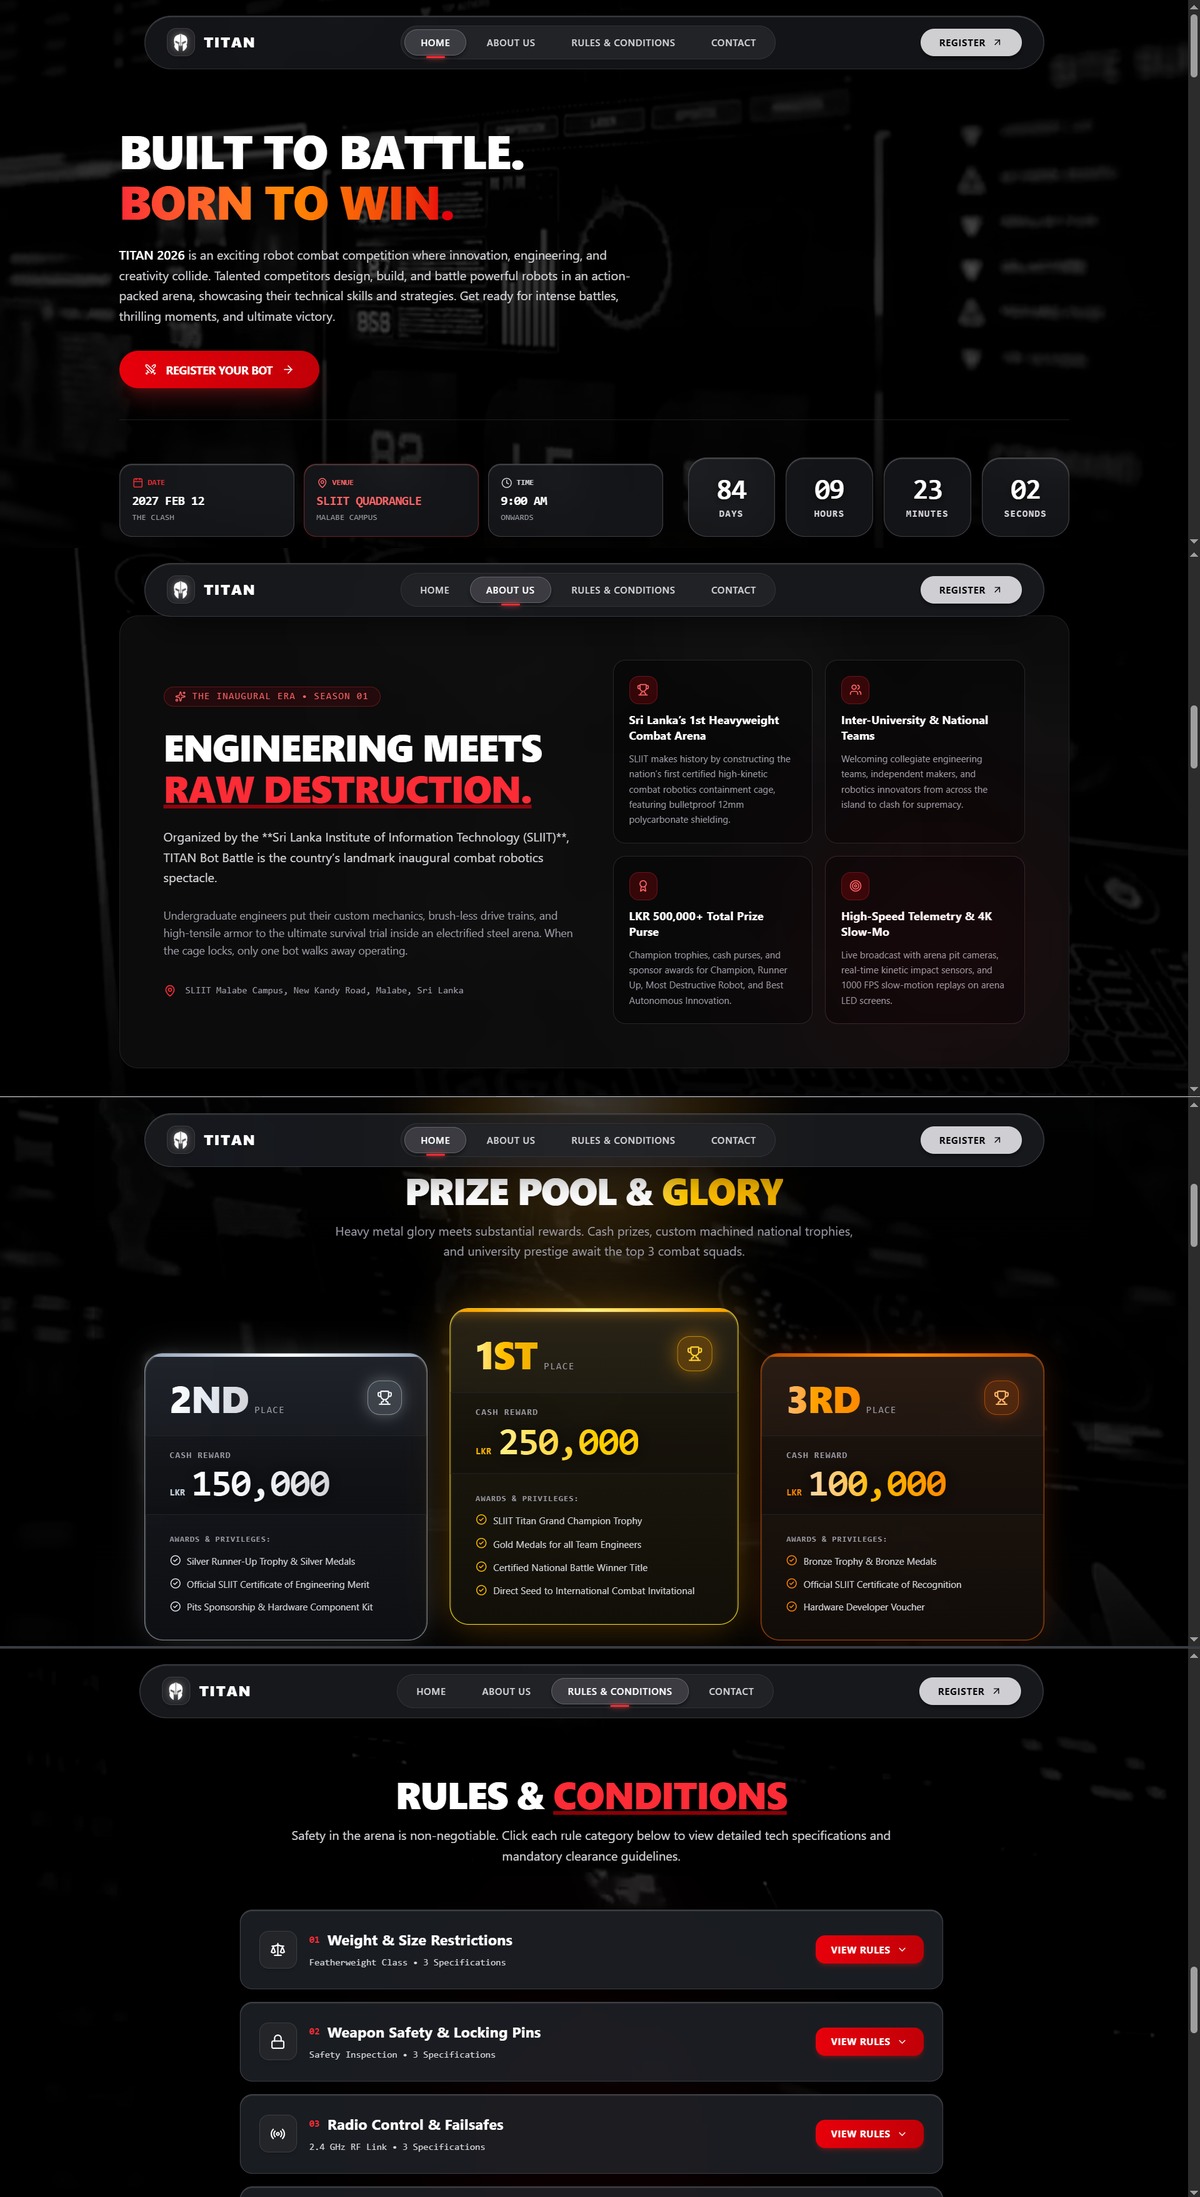 TITAN
HOME
ABOUT US
RULES & CONDITIONS
CONTACT
REGISTER
BUILT TO BATTLE.
BORN TO WIN.
TITAN 2026 is an exciting robot combat competition where innovation, engineering, and
creativity collide. Talented competitors design, build, and battle powerful robots in an action-
packed arena, showcasing their technical skills and strategies. Get ready for intense battles,
thrilling moments, and ultimate victory.
858
REGISTER YOUR BOT
82
DATE
2027 FEB 12
THE CLASH
VENUE
SLIIT QUADRANGLE
MALABE CAMPUS
TIME
9:00 AM
ONWARDS
84
DAYS
09
HOURS
23
MINUTES
02
SECONDS
TITAN
HOME
ABOUT US
RULES & CONDITIONS
CONTACT
REGISTER
THE INAUGURAL ERA • SEASON 01
ENGINEERING MEETS
RAW DESTRUCTION.
Organized by the **Sri Lanka Institute of Information Technology (SLIIT)**,
TITAN Bot Battle is the country's landmark inaugural combat robotics
spectacle.
Undergraduate engineers put their custom mechanics, brush-less drive trains, and
high-tensile armor to the ultimate survival trial inside an electrified steel arena. When
the cage locks, only one bot walks away operating.
SLIIT Malabe Campus, New Kandy Road, Malabe, Sri Lanka
Sri Lanka's 1st Heavyweight
Combat Arena
SLIIT makes history by constructing the
nation's first certified high-kinetic
combat robotics containment cage,
featuring bulletproof 12mm
polycarbonate shielding.
Inter-University & National
Teams
Welcoming collegiate engineering
teams, independent makers, and
robotics innovators from across the
island to clash for supremacy.
LKR 500,000+ Total Prize
Purse
Champion trophies, cash purses, and
sponsor awards for Champion, Runner
Up, Most Destructive Robot, and Best
Autonomous Innovation.
High-Speed Telemetry & 4K
Slow-Mo
Live broadcast with arena pit cameras,
real-time kinetic impact sensors, and
1000 FPS slow-motion replays on arena
LED screens.
TITAN
HOME
ABOUT US
RULES & CONDITIONS
CONTACT
REGISTER
PRIZE POOL & GLORY
Heavy metal glory meets substantial rewards. Cash prizes, custom machined national trophies,
and university prestige await the top 3 combat squads.
2ND PLACE
CASH REWARD
LKR 150,000
AWARDS & PRIVILEGES:
Silver Runner-Up Trophy & Silver Medals
Official SLIIT Certificate of Engineering Merit
Pits Sponsorship & Hardware Component Kit
1ST PLACE
CASH REWARD
LKR 250,000
AWARDS & PRIVILEGES:
SLIIT Titan Grand Champion Trophy
Gold Medals for all Team Engineers
Certified National Battle Winner Title
Direct Seed to International Combat Invitational
3RD PLACE
CASH REWARD
LKR 100,000
AWARDS & PRIVILEGES:
Bronze Trophy & Bronze Medals
Official SLIIT Certificate of Recognition
Hardware Developer Voucher
TITAN
HOME
ABOUT US
RULES & CONDITIONS
CONTACT
REGISTER
RULES & CONDITIONS
Safety in the arena is non-negotiable. Click each rule category below to view detailed tech specifications and
mandatory clearance guidelines.
01 Weight & Size Restrictions
Featherweight Class • 3 Specifications
VIEW RULES
02 Weapon Safety & Locking Pins
Safety Inspection • 3 Specifications
VIEW RULES
03 Radio Control & Failsafes
2.4 GHz RF Link • 3 Specifications
VIEW RULES